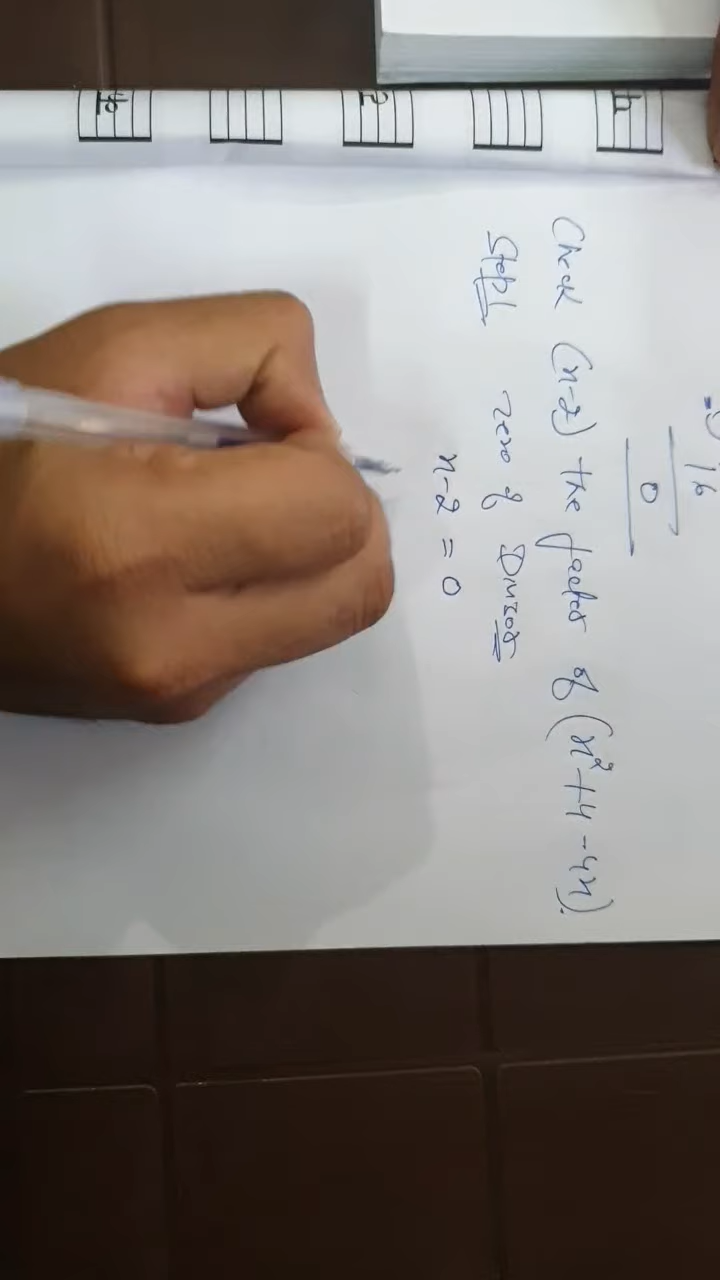 16
0
Check (x-2) the factor of (x²+4-4x).
Step1 zero of Divisor
x-2 = 0